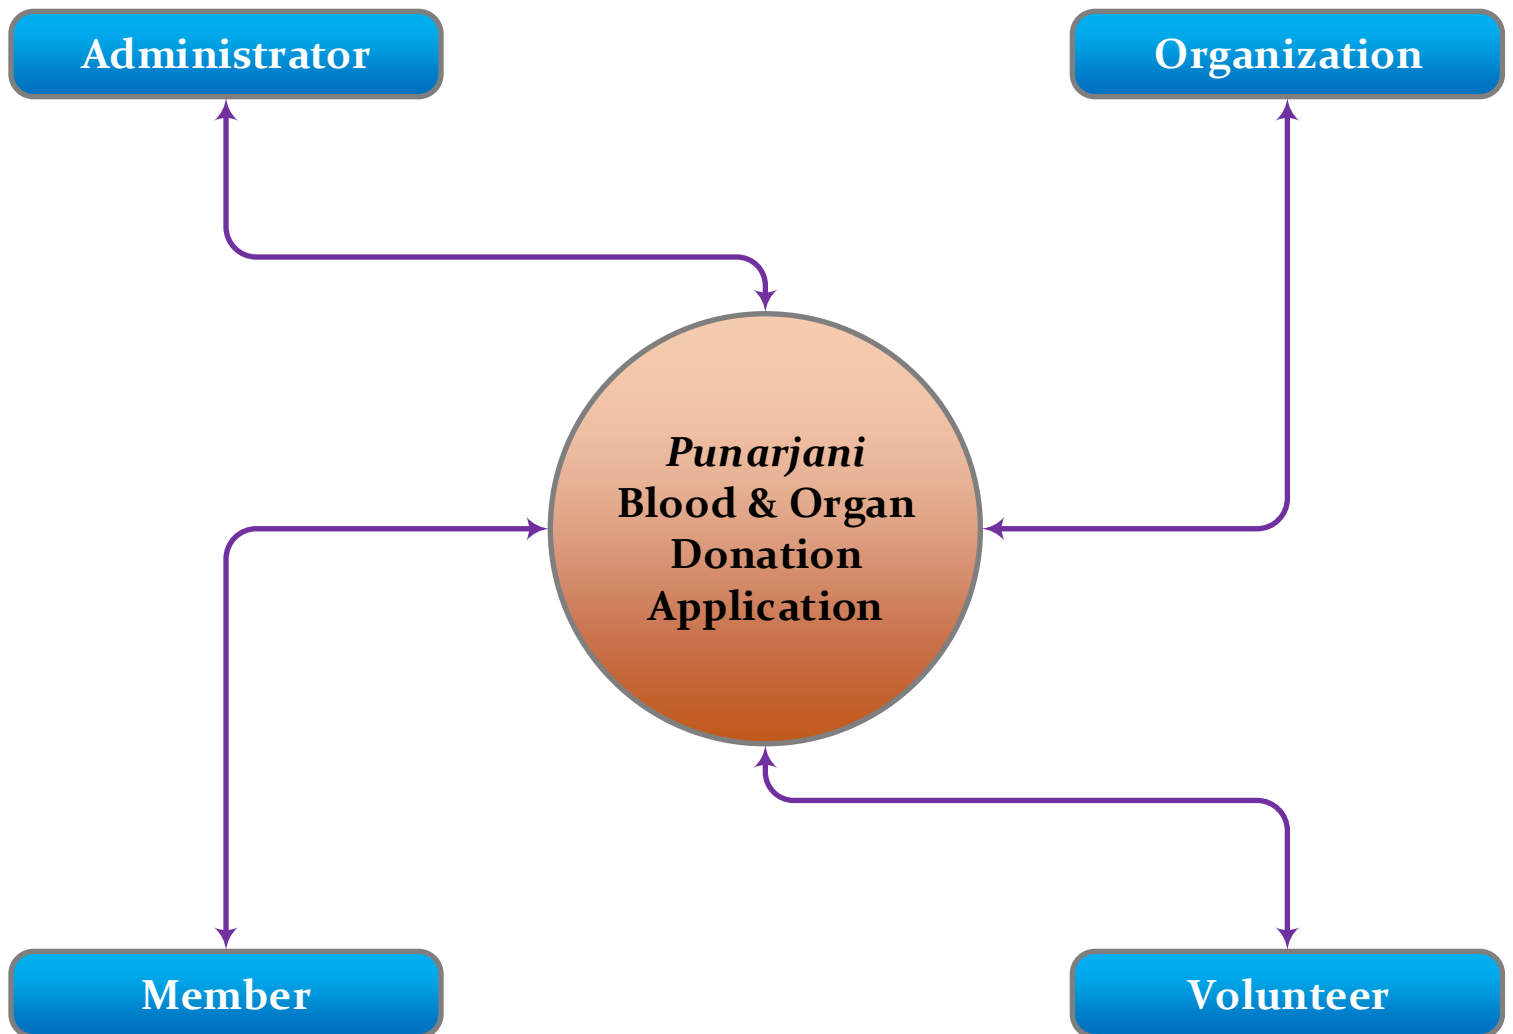 Administrator
Organization
Punarjani
Blood & Organ
Donation
Application
Member
Volunteer